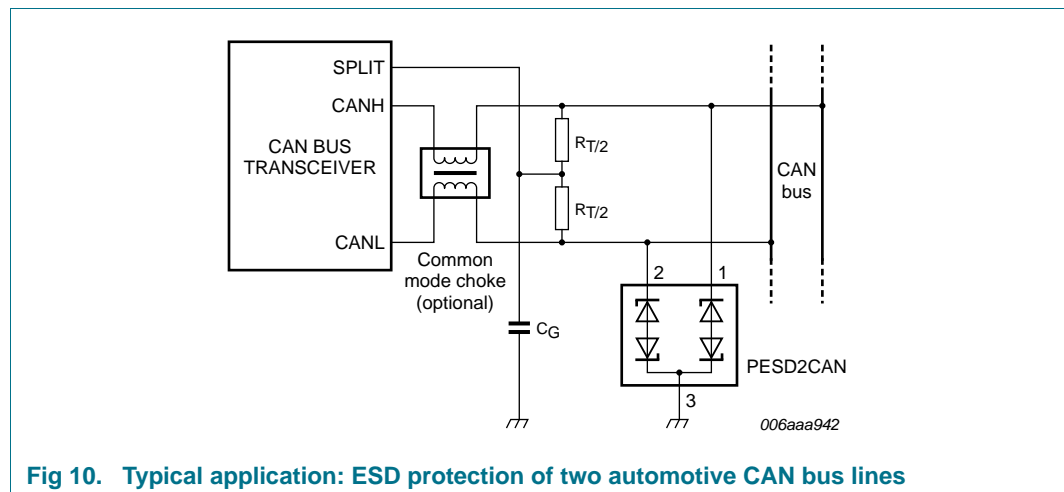 SPLIT
CANH
CAN BUS
TRANSCEIVER
CANL
Common
mode choke
(optional)
RT/2
RT/2
CG
CAN
bus
2
1
PESD2CAN
3
006aaa942
Fig 10. Typical application: ESD protection of two automotive CAN bus lines